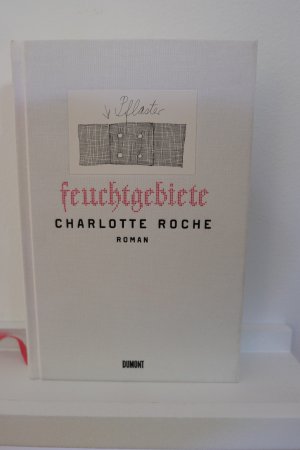 Pflaster
feuchtgebiete
CHARLOTTE ROCHE
ROMAN
DUMONT